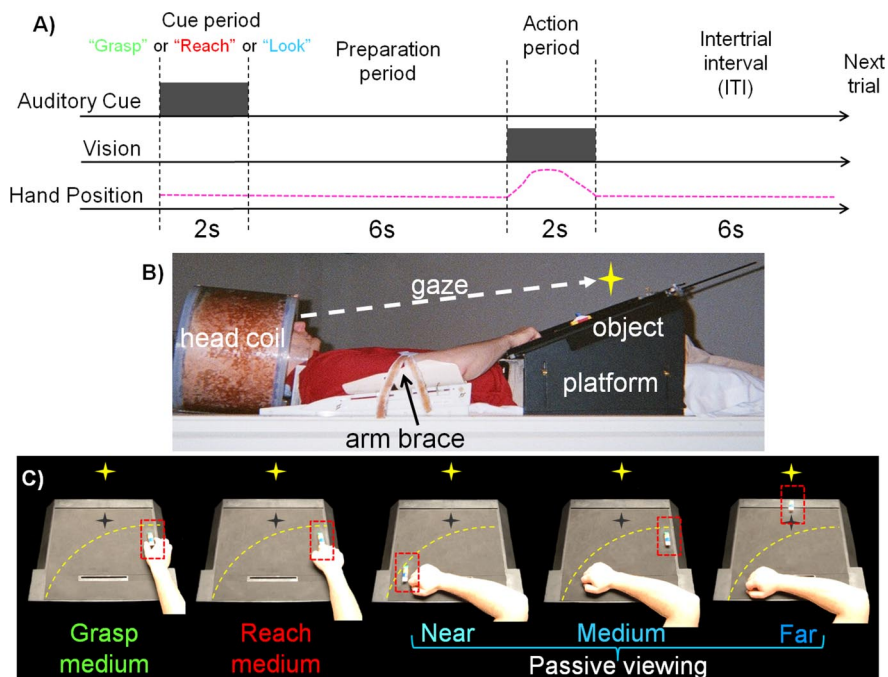 A)
Cue period
"Grasp" or "Reach" or "Look"
Preparation
period
Action
period
Intertrial
interval
(ITI)
Next
trial
Auditory Cue
Vision
Hand Position
2s
6s
2s
6s
B)
gaze
head coil
object
platform
arm brace
C)
Grasp
medium
Reach
medium
Near
Medium
Far
Passive viewing